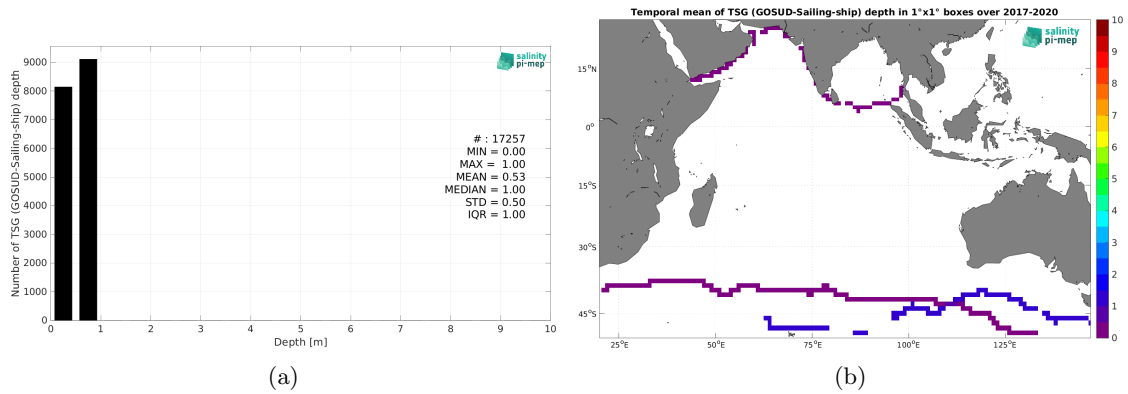 9000
8000
7000
6000
5000
4000
3000
2000
1000
0
Number of TSG (GOSUD-Sailing-ship) depth
0 1 2 3 4 5 6 7 8 9 10
Depth [m]
salinity
pi-mep
# : 17257
MIN = 0.00
MAX = 1.00
MEAN = 0.53
MEDIAN = 1.00
STD = 0.50
IQR = 1.00
(a)
Temporal mean of TSG (GOSUD-Sailing-ship) depth in 1°x1° boxes over 2017-2020
salinity
pi-mep
15°N
0°
15°S
30°S
45°S
25°E 50°E 75°E 100°E 125°E
10
9
8
7
6
5
4
3
2
1
0
(b)